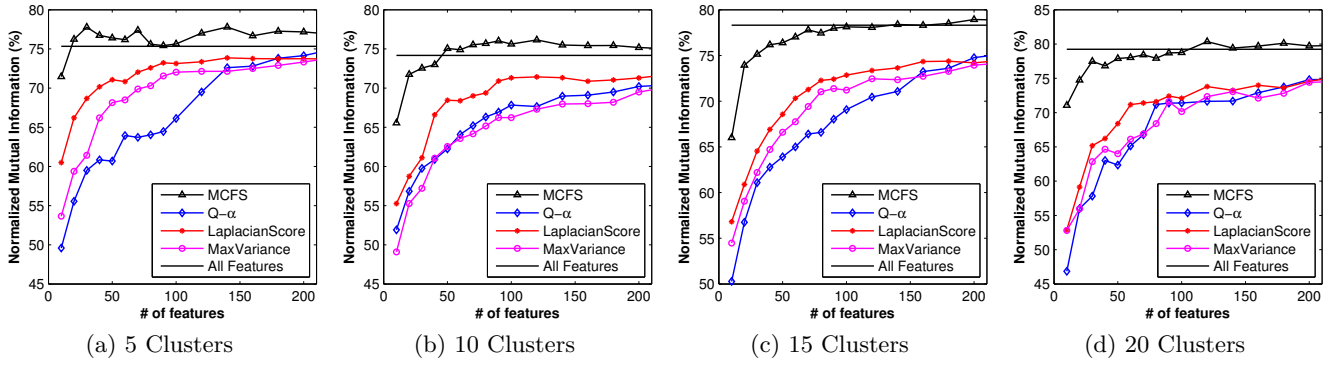 Normalized Mutual Information (%)
80
75
70
65
60
55
50
45
0
50
100
150
200
# of features
MCFS
Q−α
LaplacianScore
MaxVariance
All Features
(a) 5 Clusters
Normalized Mutual Information (%)
80
75
70
65
60
55
50
45
0
50
100
150
200
# of features
MCFS
Q−α
LaplacianScore
MaxVariance
All Features
(b) 10 Clusters
Normalized Mutual Information (%)
80
75
70
65
60
55
50
0
50
100
150
200
# of features
MCFS
Q−α
LaplacianScore
MaxVariance
All Features
(c) 15 Clusters
Normalized Mutual Information (%)
85
80
75
70
65
60
55
50
45
0
50
100
150
200
# of features
MCFS
Q−α
LaplacianScore
MaxVariance
All Features
(d) 20 Clusters